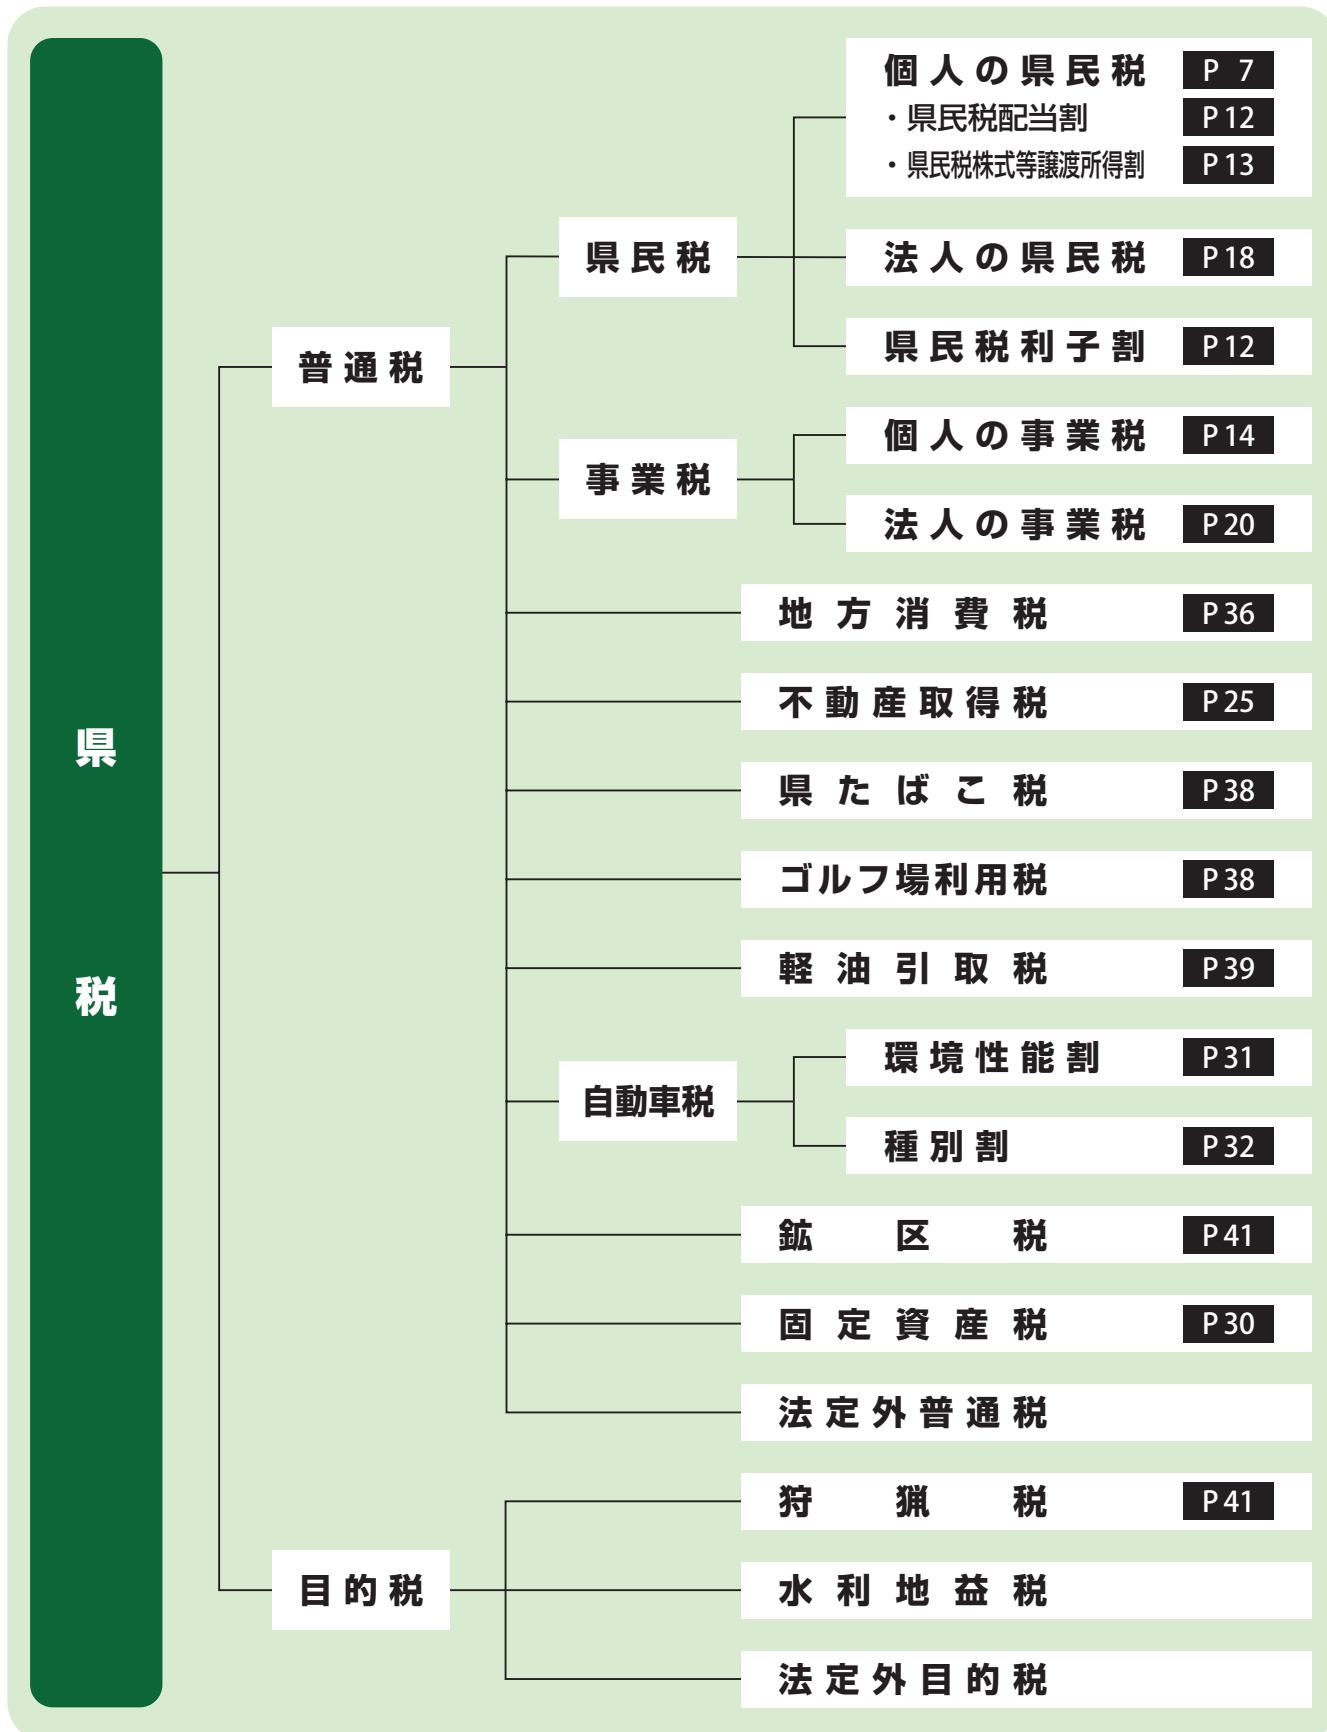 県税
普通税
県民税
個人の県民税 P 7
・県民税配当割 P 12
・県民税株式等譲渡所得割 P 13
法人の県民税 P 18
県民税利子割 P 12
事業税
個人の事業税 P 14
法人の事業税 P 20
地方消費税 P 36
不動産取得税 P 25
県たばこ税 P 38
ゴルフ場利用税 P 38
軽油引取税 P 39
自動車税
環境性能割 P 31
種別割 P 32
鉱区税 P 41
固定資産税 P 30
法定外普通税
目的税
狩猟税 P 41
水利地益税
法定外目的税